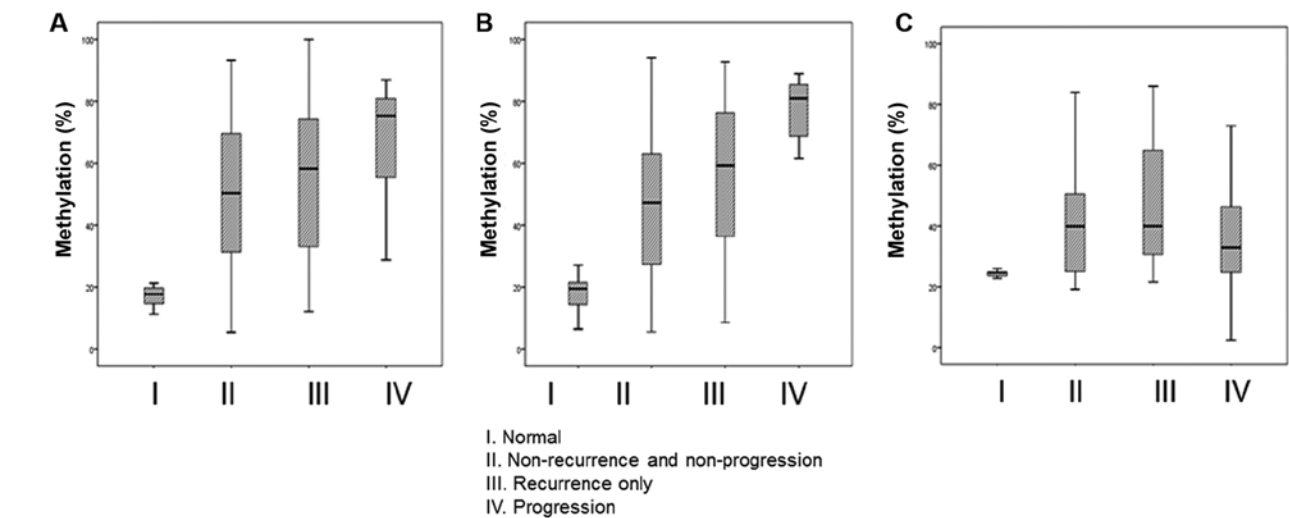 A
B
C
Methylation (%)
100
80
60
40
20
0
I II III IV
Methylation (%)
100
80
60
40
20
0
I II III IV
Methylation (%)
100
80
60
40
20
0
I II III IV
I. Normal
II. Non-recurrence and non-progression
III. Recurrence only
IV. Progression